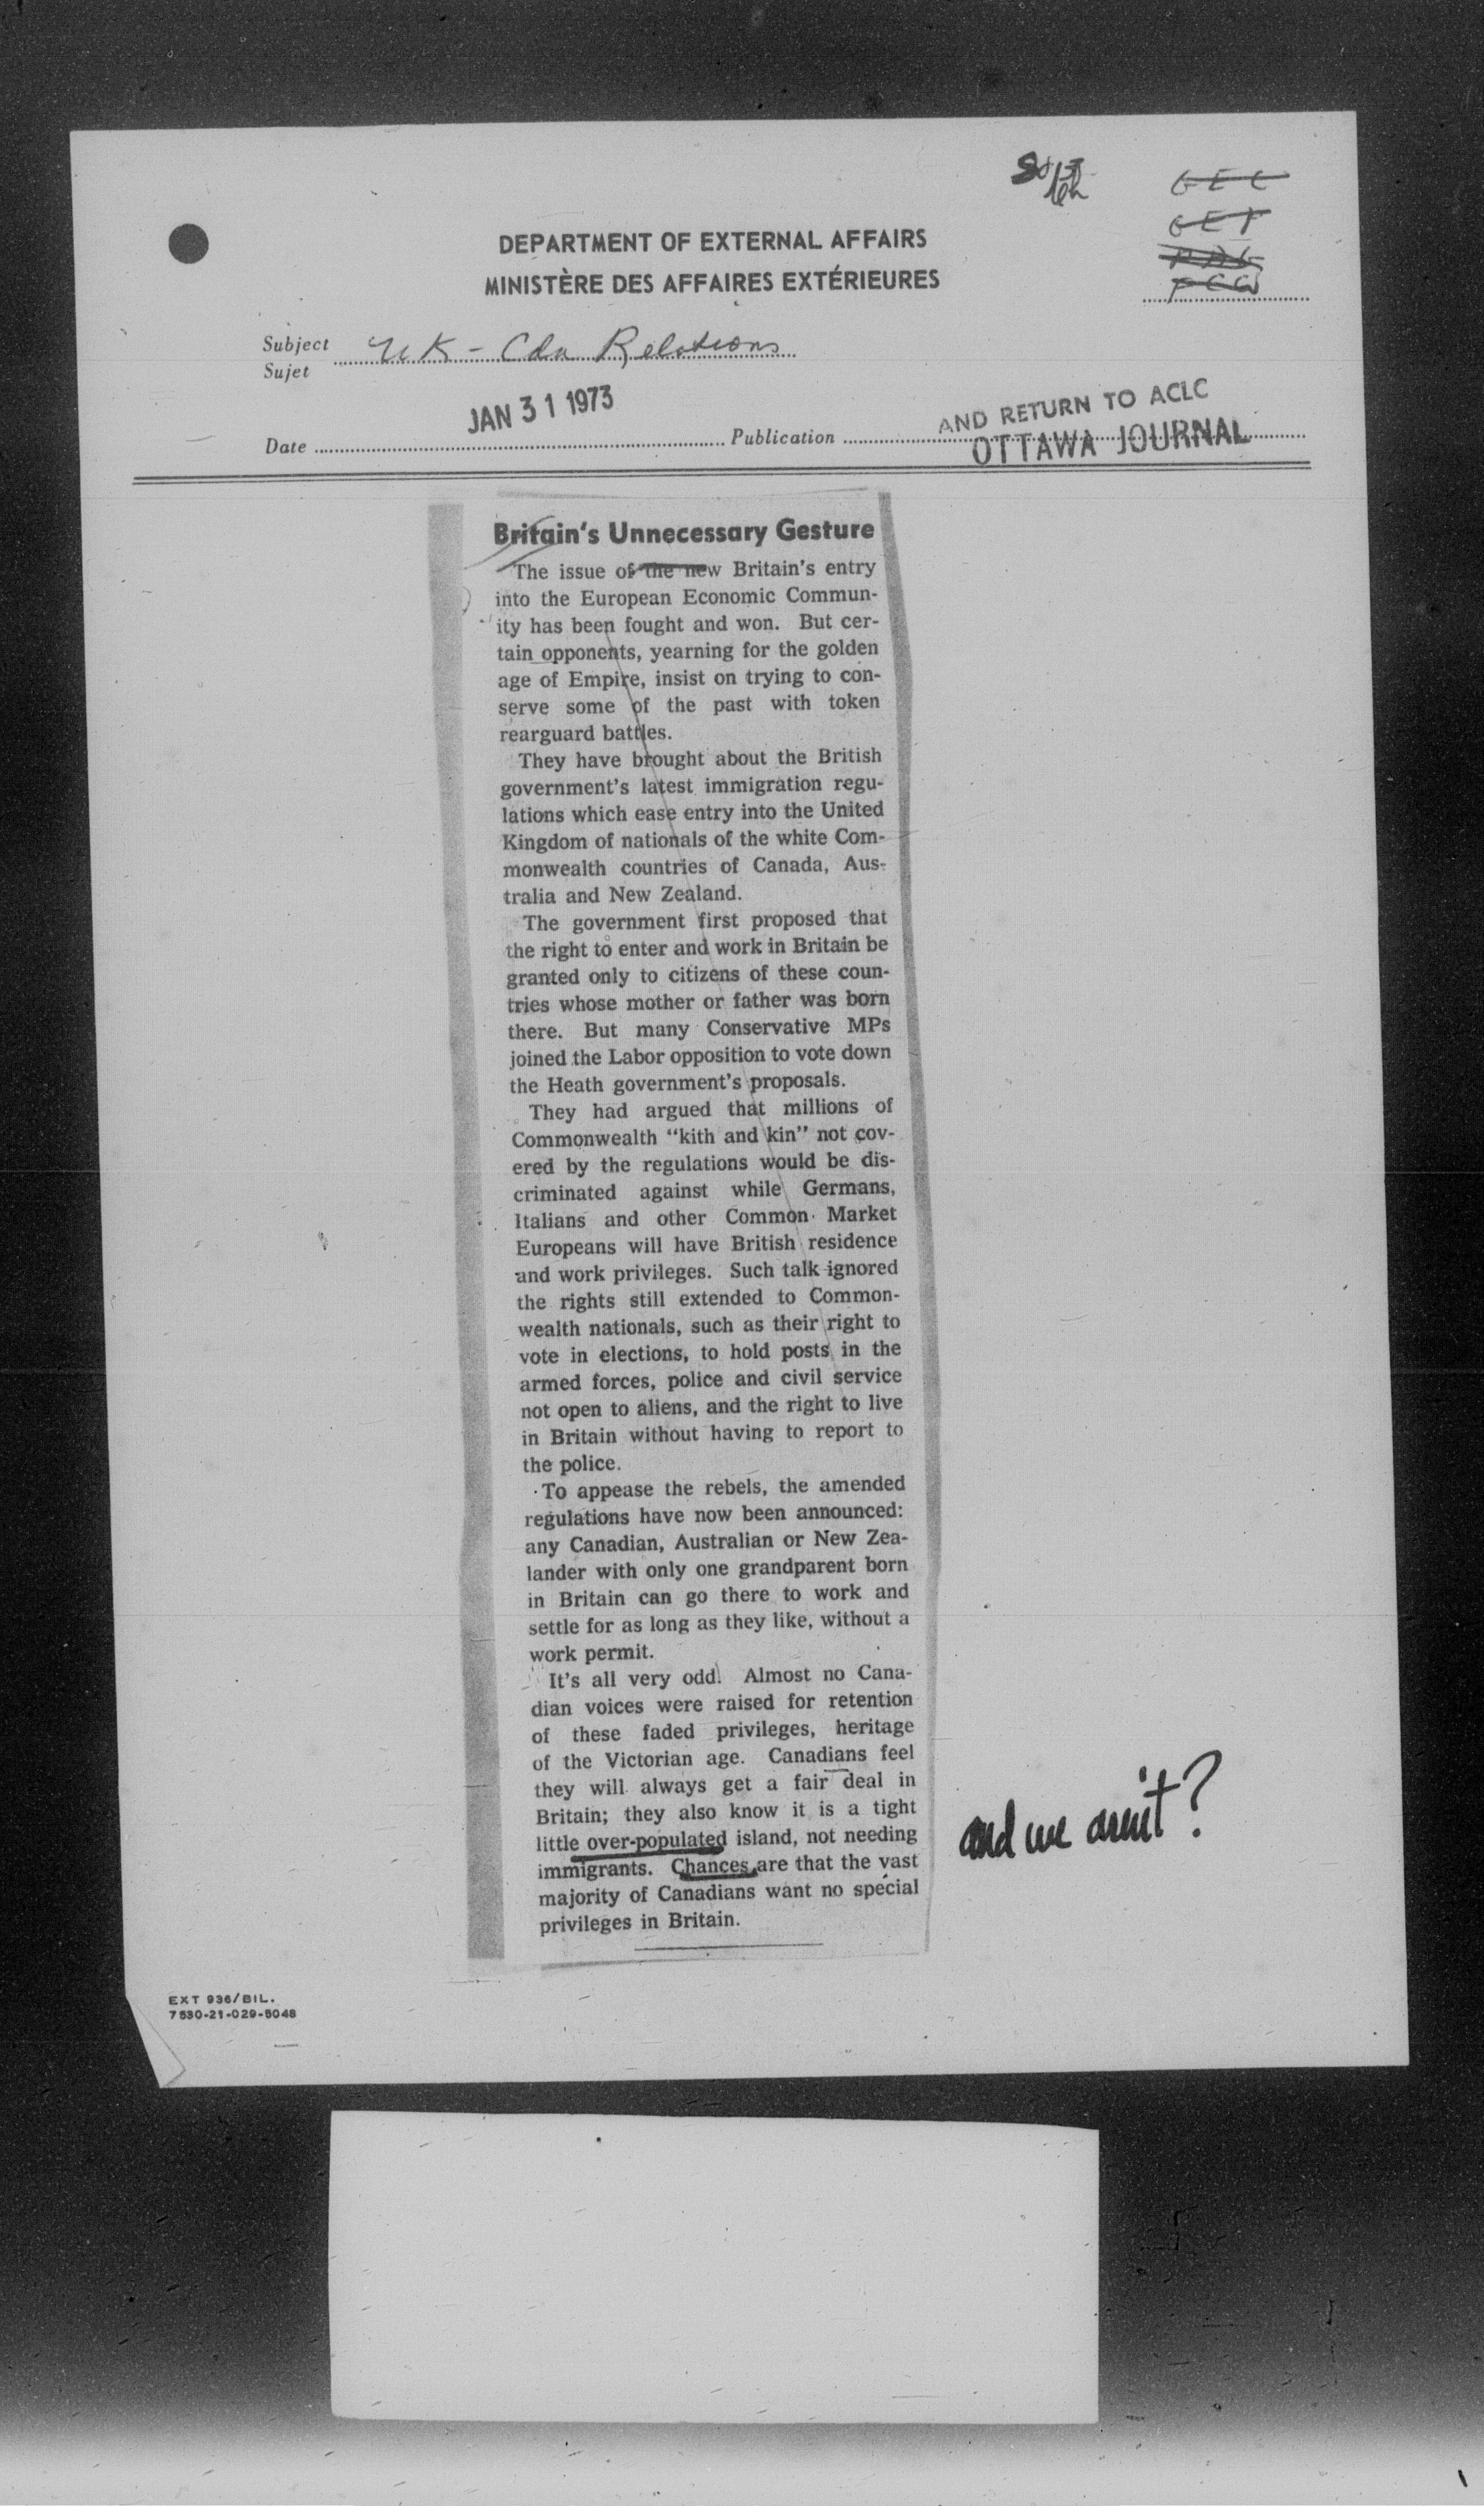 GEC
GEP
PCW
DEPARTMENT OF EXTERNAL AFFAIRS
MINISTÈRE DES AFFAIRES EXTÉRIEURES
Subject UK - Cda Relations
Sujet
JAN 31 1973
AND RETURN TO ACLC
Date Publication OTTAWA JOURNAL
Britain's Unnecessary Gesture
The issue of the new Britain's entry
into the European Economic Commun-
ity has been fought and won. But cer-
tain opponents, yearning for the golden
age of Empire, insist on trying to con-
serve some of the past with token
rearguard battles.
They have brought about the British
government's latest immigration regu-
lations which ease entry into the United
Kingdom of nationals of the white Com-
monwealth countries of Canada, Aus-
tralia and New Zealand.
The government first proposed that
the right to enter and work in Britain be
granted only to citizens of these coun-
tries whose mother or father was born
there. But many Conservative MPs
joined the Labor opposition to vote down
the Heath government's proposals.
They had argued that millions of
Commonwealth "kith and kin" not cov-
ered by the regulations would be dis-
criminated against while Germans,
Italians and other Common Market
Europeans will have British residence
and work privileges. Such talk ignored
the rights still extended to Common-
wealth nationals, such as their right to
vote in elections, to hold posts in the
armed forces, police and civil service
not open to aliens, and the right to live
in Britain without having to report to
the police.
To appease the rebels, the amended
regulations have now been announced:
any Canadian, Australian or New Zea-
lander with only one grandparent born
in Britain can go there to work and
settle for as long as they like, without a
work permit.
It's all very odd. Almost no Cana-
dian voices were raised for retention
of these faded privileges, heritage
of the Victorian age. Canadians feel
they will always get a fair deal in
Britain; they also know it is a tight
little over-populated island, not needing
immigrants. Chances are that the vast
majority of Canadians want no special
privileges in Britain.
and we aren't?
EXT 936/BIL.
7530-21-029-5048